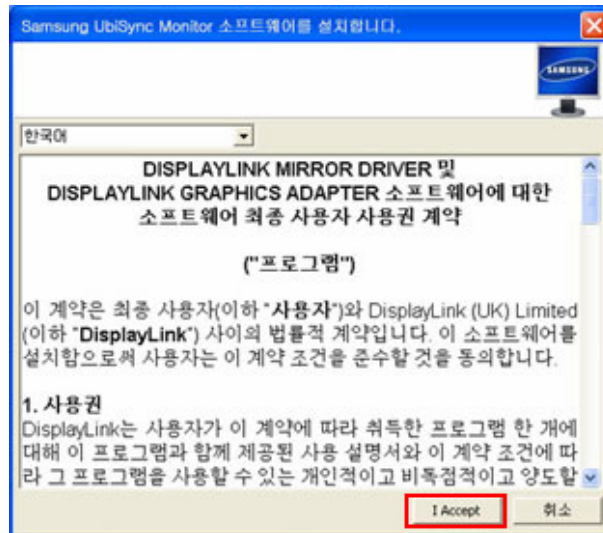 Samsung UbiSync Monitor 소프트웨어를 설치합니다.
SAMSUNG
한국어
DISPLAYLINK MIRROR DRIVER 및
DISPLAYLINK GRAPHICS ADAPTER 소프트웨어에 대한
소프트웨어 최종 사용자 사용권 계약
("프로그램")
이 계약은 최종 사용자(이하 "사용자")와 DisplayLink (UK) Limited
(이하 "DisplayLink") 사이의 법률적 계약입니다. 이 소프트웨어를
설치함으로써 사용자는 이 계약 조건을 준수할 것을 동의합니다.
1. 사용권
DisplayLink는 사용자가 이 계약에 따라 취득한 프로그램 한 개에
대해 이 프로그램과 함께 제공된 사용 설명서와 이 계약 조건에 따
라 그 프로그램을 사용할 수 있는 개인적이고 비독점적이고 양도할
I Accept 취소